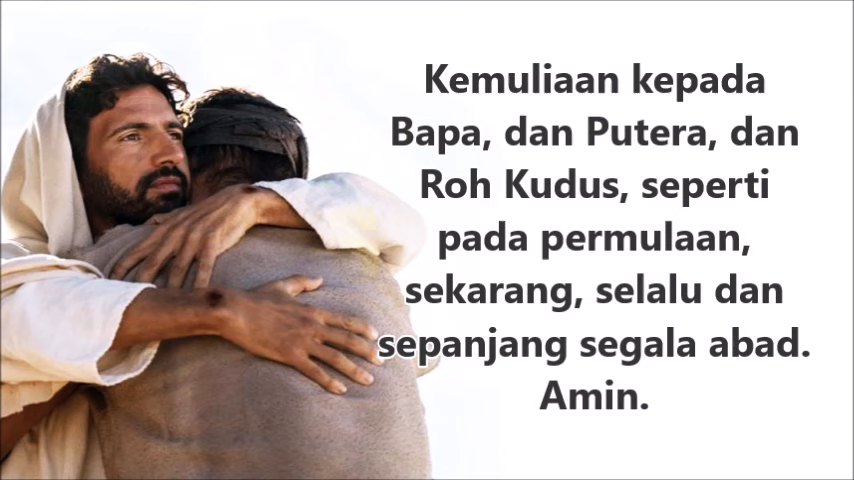 Kemuliaan kepada
Bapa, dan Putera, dan
Roh Kudus, seperti
pada permulaan,
sekarang, selalu dan
sepanjang segala abad.
Amin.